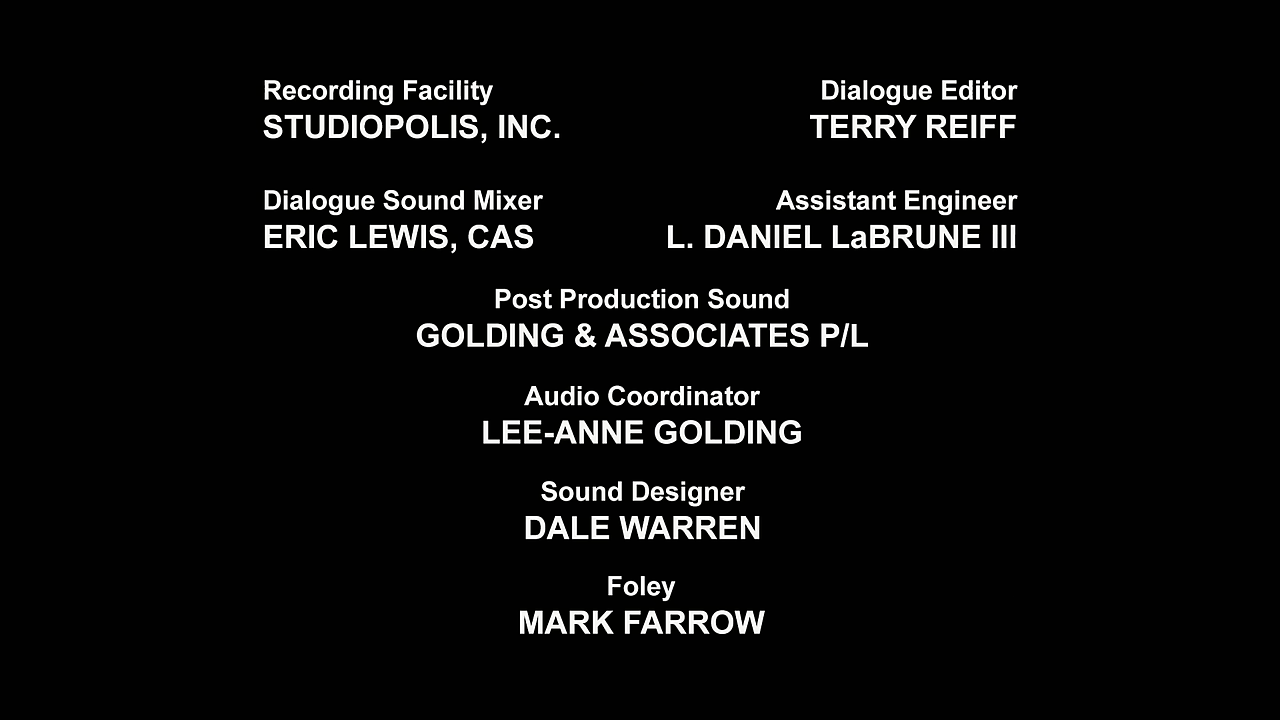 Recording Facility
STUDIOPOLIS, INC.
Dialogue Editor
TERRY REIFF
Dialogue Sound Mixer
ERIC LEWIS, CAS
Assistant Engineer
L. DANIEL LaBRUNE III
Post Production Sound
GOLDING & ASSOCIATES P/L
Audio Coordinator
LEE-ANNE GOLDING
Sound Designer
DALE WARREN
Foley
MARK FARROW